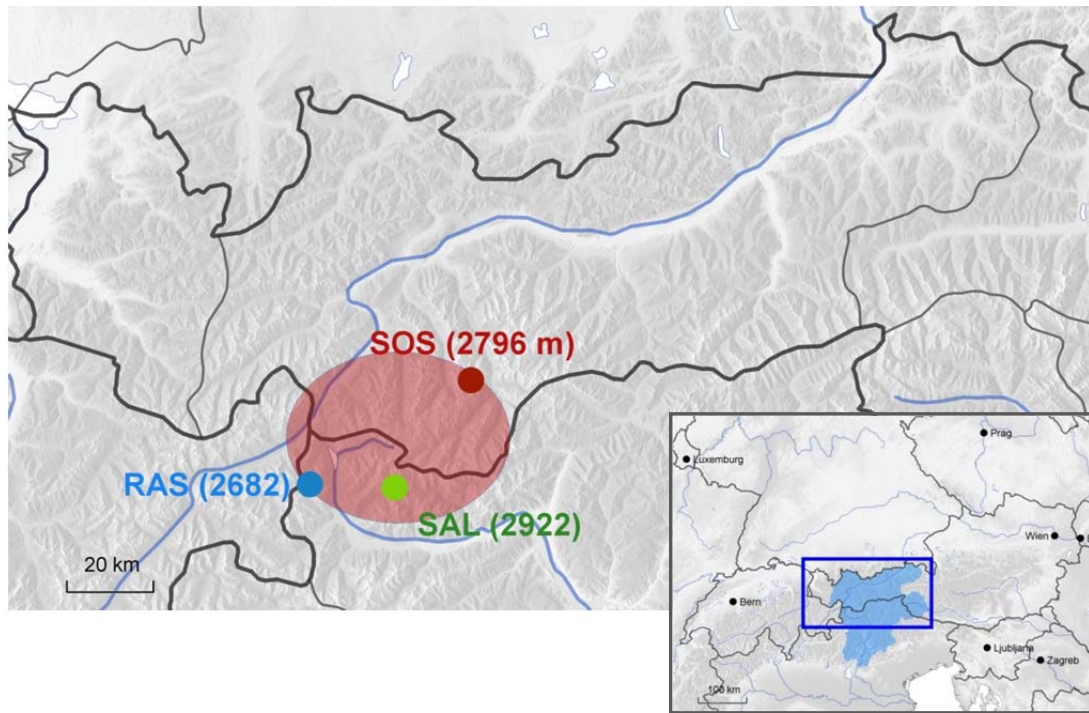 SOS (2796 m)
RAS (2682)
SAL (2922)
20 km
Prag
Luxemburg
Wien
Bern
Ljubljana
Zagreb
100 km